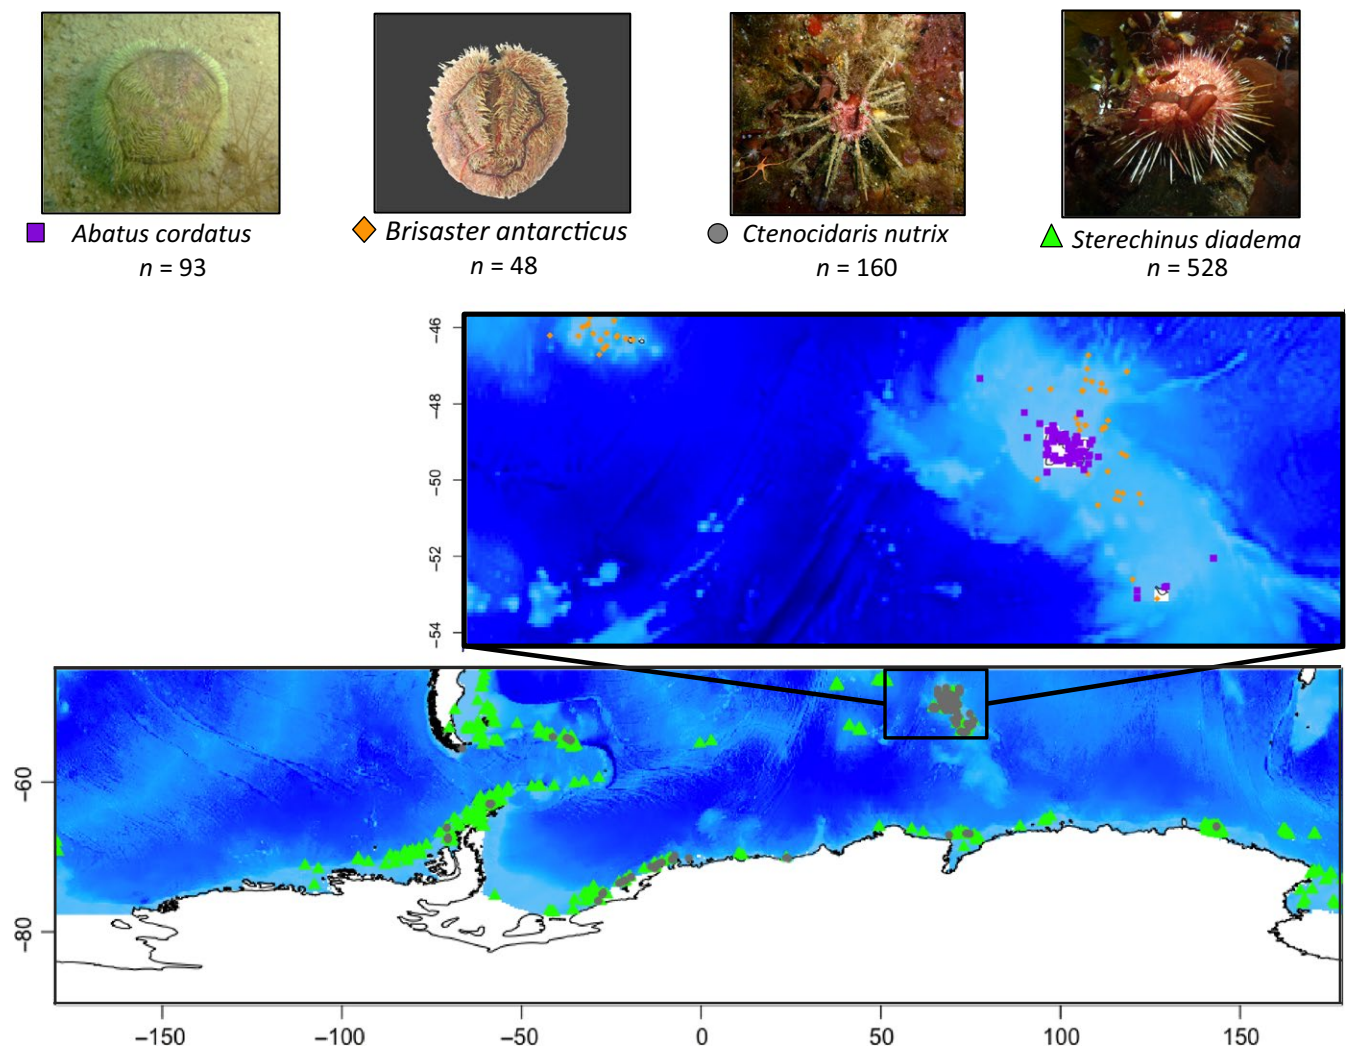 Abatus cordatus
n = 93
Brisaster antarcticus
n = 48
Ctenocidaris nutrix
n = 160
Sterechinus diadema
n = 528
−46
−48
−50
−52
−54
−60
−80
−150
−100
−50
0
50
100
150